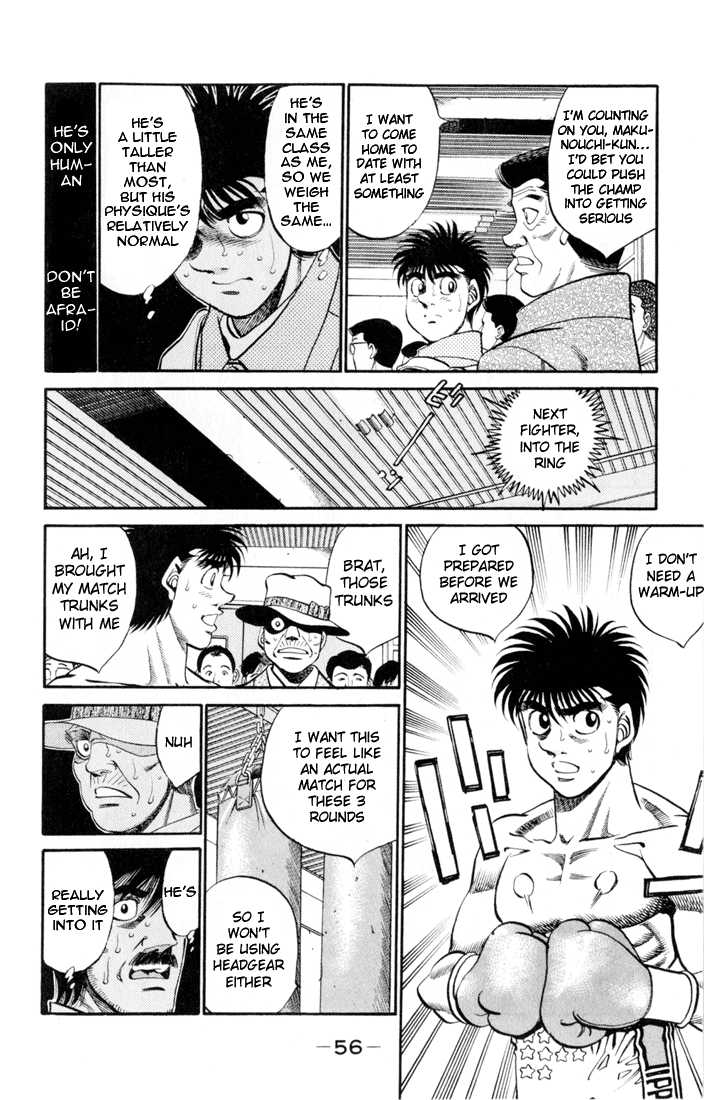 I'M COUNTING
ON YOU, MAKU-
NOUCHI-KUN...
I'D BET YOU
COULD PUSH
THE CHAMP
INTO GETTING
SERIOUS
I WANT
TO COME
HOME TO
DATE WITH
AT LEAST
SOMETHING
HE'S
IN THE
SAME
CLASS
AS ME,
SO WE
WEIGH
THE
SAME...
HE'S
A LITTLE
TALLER
THAN
MOST,
BUT HIS
PHYSIQUE'S
RELATIVELY
NORMAL
HE'S
ONLY
HUM-
AN
DON'T
BE
AFRA-
ID!
NEXT
FIGHTER,
INTO THE
RING
I DON'T
NEED A
WARM-UP
I GOT
PREPARED
BEFORE WE
ARRIVED
BRAT,
THOSE
TRUNKS
AH, I
BROUGHT
MY MATCH
TRUNKS
WITH ME
I WANT THIS
TO FEEL LIKE
AN ACTUAL
MATCH FOR
THESE 3
ROUNDS
SO I
WON'T
BE USING
HEADGEAR
EITHER
NUH
HE'S
REALLY
GETTING
INTO IT
IPP
—56—